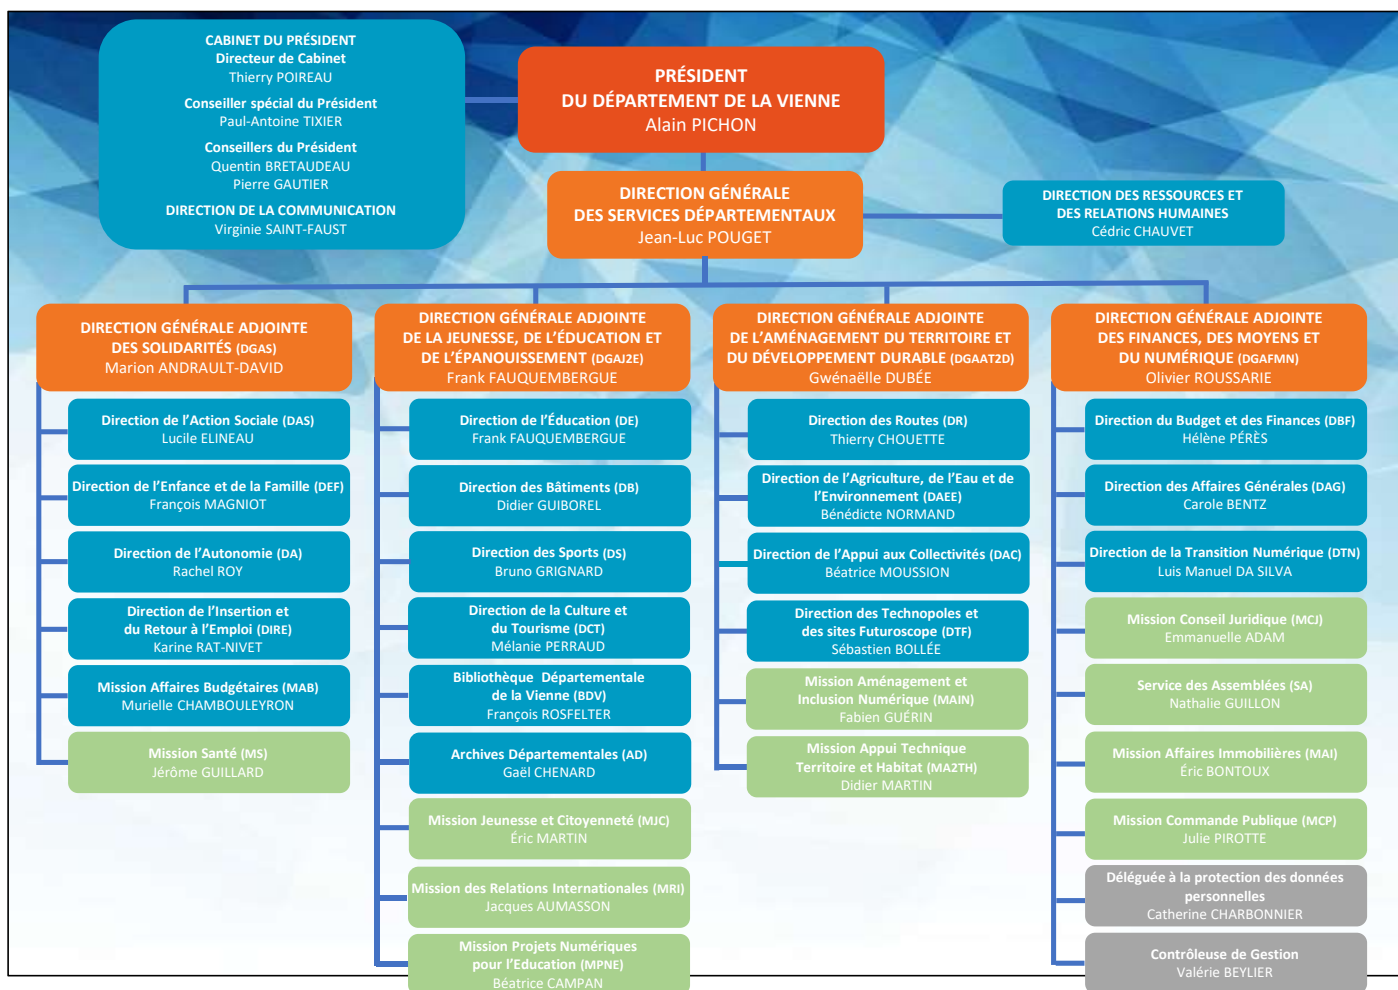 CABINET DU PRÉSIDENT
Directeur de Cabinet
Thierry POIREAU
Conseiller spécial du Président
Paul-Antoine TIXIER
Conseillers du Président
Quentin BRETAUDEAU
Pierre GAUTIER
DIRECTION DE LA COMMUNICATION
Virginie SAINT-FAUST
PRÉSIDENT
DU DÉPARTEMENT DE LA VIENNE
Alain PICHON
DIRECTION GÉNÉRALE
DES SERVICES DÉPARTEMENTAUX
Jean-Luc POUGET
DIRECTION DES RESSOURCES ET
DES RELATIONS HUMAINES
Cédric CHAUVET
DIRECTION GÉNÉRALE ADJOINTE
DES SOLIDARITÉS (DGAS)
Marion ANDRAULT-DAVID
Direction de l'Action Sociale (DAS)
Lucile ELINEAU
Direction de l'Enfance et de la Famille (DEF)
François MAGNIOT
Direction de l'Autonomie (DA)
Rachel ROY
Direction de l'Insertion et
du Retour à l'Emploi (DIRE)
Karine RAT-NIVET
Mission Affaires Budgétaires (MAB)
Murielle CHAMBOULEYRON
Mission Santé (MS)
Jérôme GUILLARD
DIRECTION GÉNÉRALE ADJOINTE
DE LA JEUNESSE, DE L'ÉDUCATION ET
DE L'ÉPANOUISSEMENT (DGAJ2E)
Frank FAUQUEMBERGUE
Direction de l'Éducation (DE)
Frank FAUQUEMBERGUE
Direction des Bâtiments (DB)
Didier GUIBOREL
Direction des Sports (DS)
Bruno GRIGNARD
Direction de la Culture et
du Tourisme (DCT)
Mélanie PERRAUD
Bibliothèque Départementale
de la Vienne (BDV)
François ROSFELTER
Archives Départementales (AD)
Gaël CHENARD
Mission Jeunesse et Citoyenneté (MJC)
Éric MARTIN
Mission des Relations Internationales (MRI)
Jacques AUMASSON
Mission Projets Numériques
pour l'Education (MPNE)
Béatrice CAMPAN
DIRECTION GÉNÉRALE ADJOINTE
DE L'AMÉNAGEMENT DU TERRITOIRE ET
DU DÉVELOPPEMENT DURABLE (DGAAT2D)
Gwénaëlle DUBÉE
Direction des Routes (DR)
Thierry CHOUETTE
Direction de l'Agriculture, de l'Eau et de
l'Environnement (DAEE)
Bénédicte NORMAND
Direction de l'Appui aux Collectivités (DAC)
Béatrice MOUSSION
Direction des Technopoles et
des sites Futuroscope (DTF)
Sébastien BOLLÉE
Mission Aménagement et
Inclusion Numérique (MAIN)
Fabien GUÉRIN
Mission Appui Technique
Territoire et Habitat (MA2TH)
Didier MARTIN
DIRECTION GÉNÉRALE ADJOINTE
DES FINANCES, DES MOYENS ET
DU NUMÉRIQUE (DGAFMN)
Olivier ROUSSARIE
Direction du Budget et des Finances (DBF)
Hélène PÉRÈS
Direction des Affaires Générales (DAG)
Carole BENTZ
Direction de la Transition Numérique (DTN)
Luis Manuel DA SILVA
Mission Conseil Juridique (MCJ)
Emmanuelle ADAM
Service des Assemblées (SA)
Nathalie GUILLON
Mission Affaires Immobilières (MAI)
Éric BONTOUX
Mission Commande Publique (MCP)
Julie PIROTTE
Déléguée à la protection des données
personnelles
Catherine CHARBONNIER
Contrôleuse de Gestion
Valérie BEYLIER